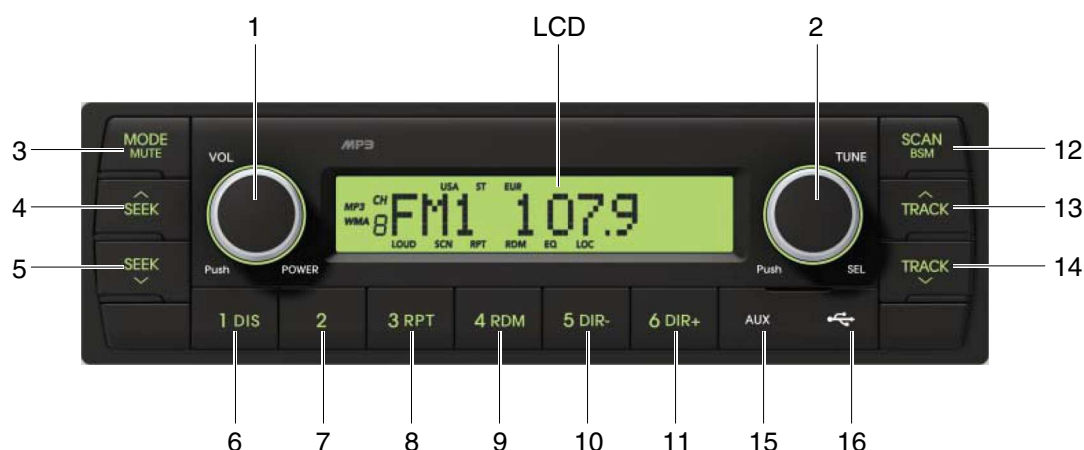 1 LCD 2
MODE
MUTE
VOL
MP3
TUNE
SCAN
BSM
3
12
USA ST EUR
4
SEEK
MP3 CH
WMA 8
FM1 107.9
TRACK
13
LOUD SCN RPT RDM EQ LOC
5
SEEK
Push POWER
Push SEL
TRACK
14
1 DIS 2 3 RPT 4 RDM 5 DIR- 6 DIR+ AUX
6 7 8 9 10 11 15 16